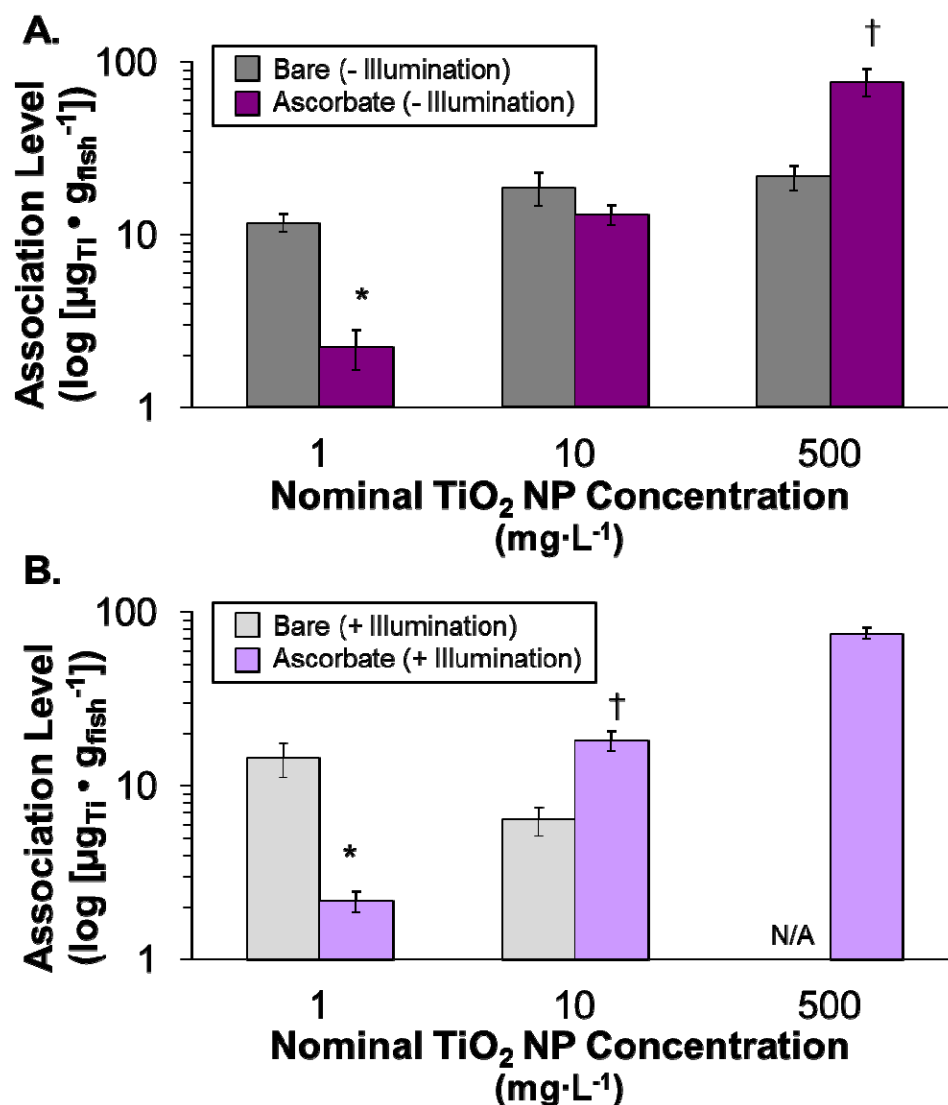 A.
Association Level
(log [µgTi • gfish-1])
100
10
1
Bare (- Illumination)
Ascorbate (- Illumination)
*
†
1 10 500
Nominal TiO2 NP Concentration
(mg·L-1)
B.
Association Level
(log [µgTi • gfish-1])
100
10
1
Bare (+ Illumination)
Ascorbate (+ Illumination)
*
†
N/A
1 10 500
Nominal TiO2 NP Concentration
(mg·L-1)